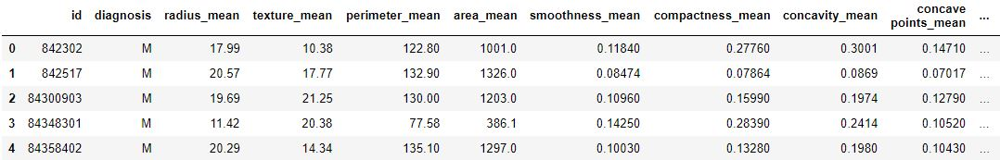 id diagnosis radius_mean texture_mean perimeter_mean area_mean smoothness_mean compactness_mean concavity_mean concave points_mean ...
0 842302 M 17.99 10.38 122.80 1001.0 0.11840 0.27760 0.3001 0.14710 ...
1 842517 M 20.57 17.77 132.90 1326.0 0.08474 0.07864 0.0869 0.07017 ...
2 84300903 M 19.69 21.25 130.00 1203.0 0.10960 0.15990 0.1974 0.12790 ...
3 84348301 M 11.42 20.38 77.58 386.1 0.14250 0.28390 0.2414 0.10520 ...
4 84358402 M 20.29 14.34 135.10 1297.0 0.10030 0.13280 0.1980 0.10430 ...